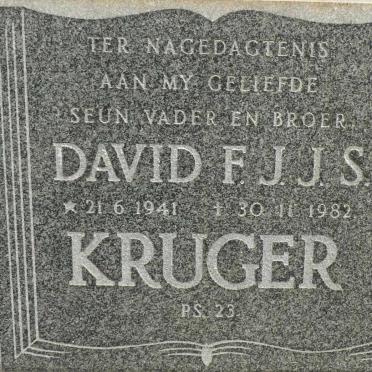 TER NAGEDAGTENIS
AAN MY GELIEFDE
SEUN VADER EN BROER
DAVID F. J. J. S.
★ 21 6 1941 † 30 11 1982
KRUGER
PS. 23